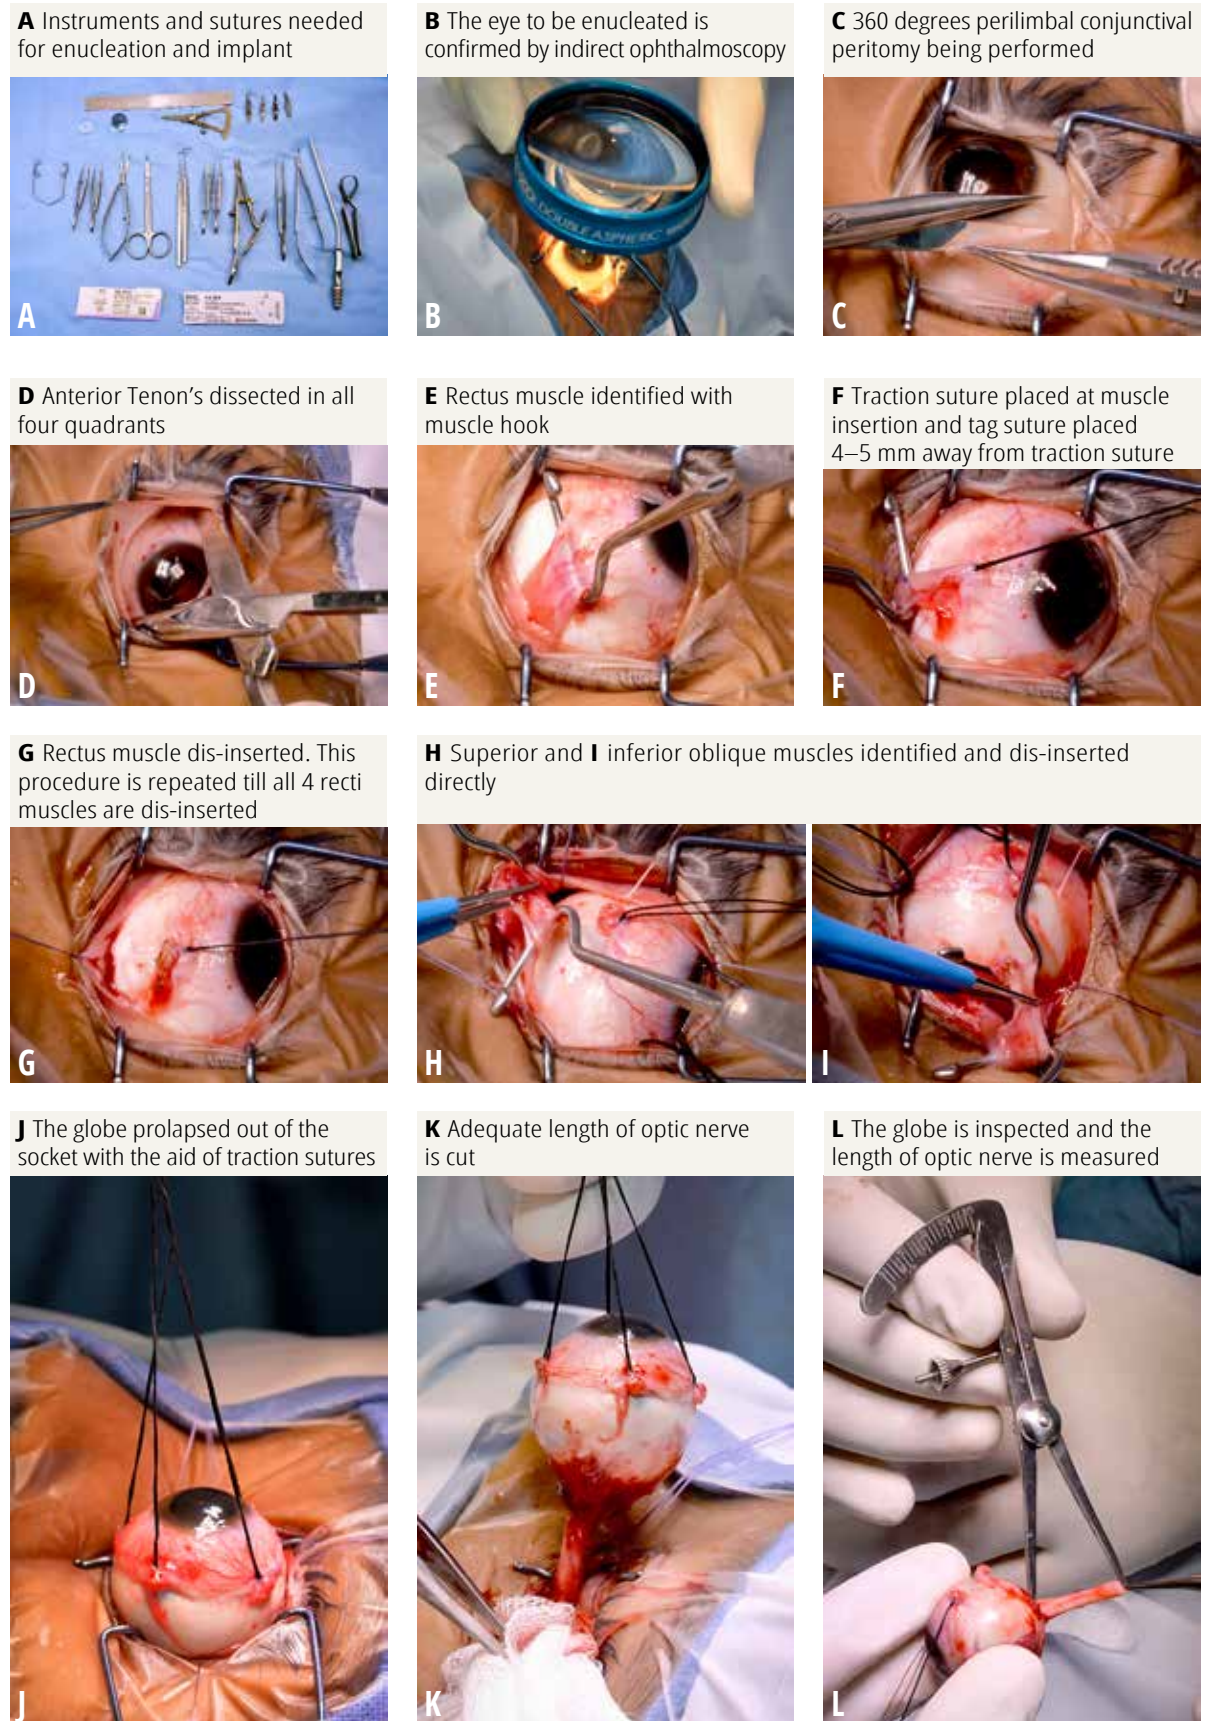 A Instruments and sutures needed
for enucleation and implant
B The eye to be enucleated is
confirmed by indirect ophthalmoscopy
C 360 degrees perilimbal conjunctival
peritomy being performed
A
B
DOUBLE ASPHERIC
C
D Anterior Tenon's dissected in all
four quadrants
E Rectus muscle identified with
muscle hook
F Traction suture placed at muscle
insertion and tag suture placed
4–5 mm away from traction suture
D
E
F
G Rectus muscle dis-inserted. This
procedure is repeated till all 4 recti
muscles are dis-inserted
H Superior and I inferior oblique muscles identified and dis-inserted
directly
G
H
I
J The globe prolapsed out of the
socket with the aid of traction sutures
K Adequate length of optic nerve
is cut
L The globe is inspected and the
length of optic nerve is measured
J
K
L